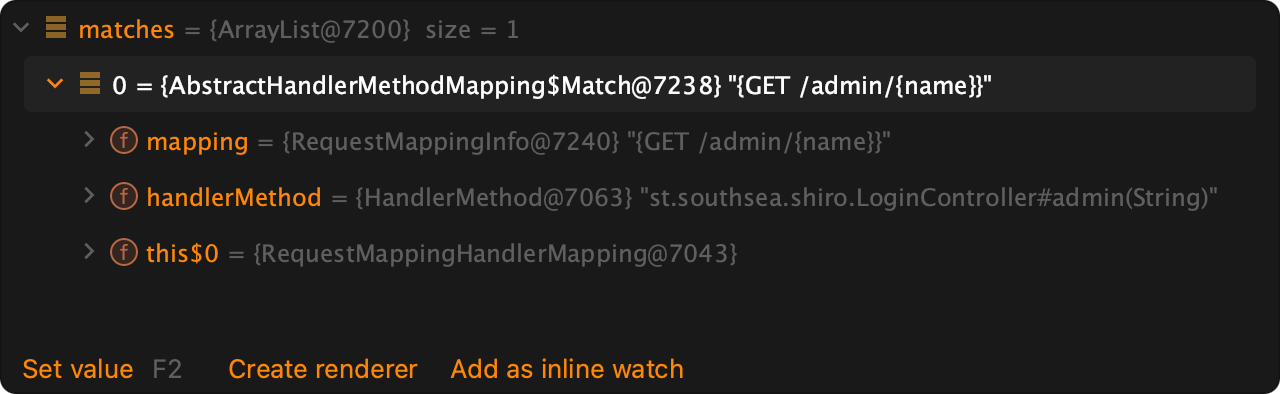 matches = {ArrayList@7200} size = 1
0 = {AbstractHandlerMethodMapping$Match@7238} "{GET /admin/{name}}"
f mapping = {RequestMappingInfo@7240} "{GET /admin/{name}}"
f handlerMethod = {HandlerMethod@7063} "st.southsea.shiro.LoginController#admin(String)"
f this$0 = {RequestMappingHandlerMapping@7043}
Set value F2 Create renderer Add as inline watch